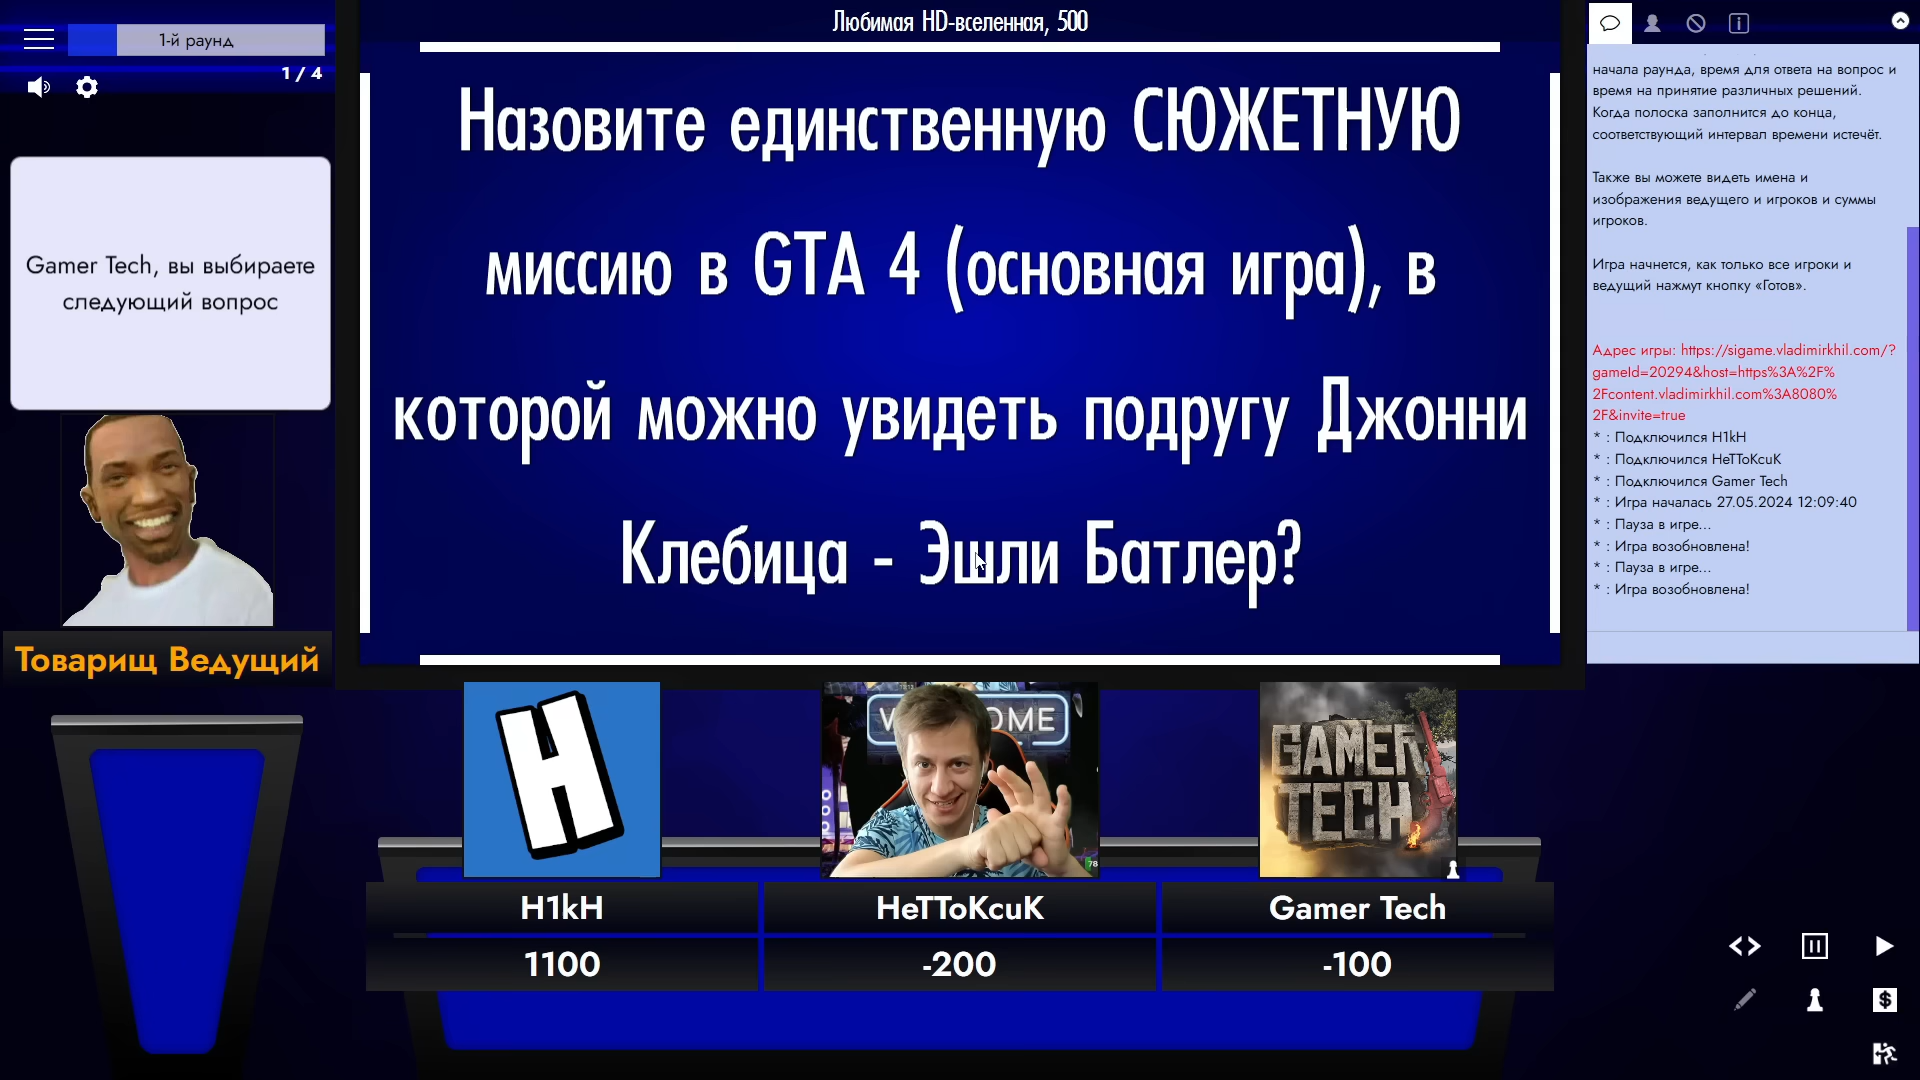 1-й раунд
1 / 4
Gamer Tech, вы выбираете
следующий вопрос
Товарищ Ведущий
Любимая HD-вселенная, 500
Назовите единственную СЮЖЕТНУЮ
миссию в GTA 4 (основная игра), в
которой можно увидеть подругу Джонни
Клебица - Эшли Батлер?
начала раунда, время для ответа на вопрос и
время на принятие различных решений.
Когда полоска заполнится до конца,
соответствующий интервал времени истечёт.
Также вы можете видеть имена и
изображения ведущего и игроков и суммы
игроков.
Игра начнется, как только все игроки и
ведущий нажмут кнопку «Готов».
Адрес игры: https://sigame.vladimirkhil.com/?
gameId=20294&host=https%3A%2F%
2Fcontent.vladimirkhil.com%3A8080%
2F&invite=true
* : Подключился H1kH
* : Подключился HeTToKcuK
* : Подключился Gamer Tech
* : Игра началась 27.05.2024 12:09:40
* : Пауза в игре...
* : Игра возобновлена!
* : Пауза в игре...
* : Игра возобновлена!
H
GAMER
TECH
78
H1kH
HeTToKcuK
Gamer Tech
1100
-200
-100